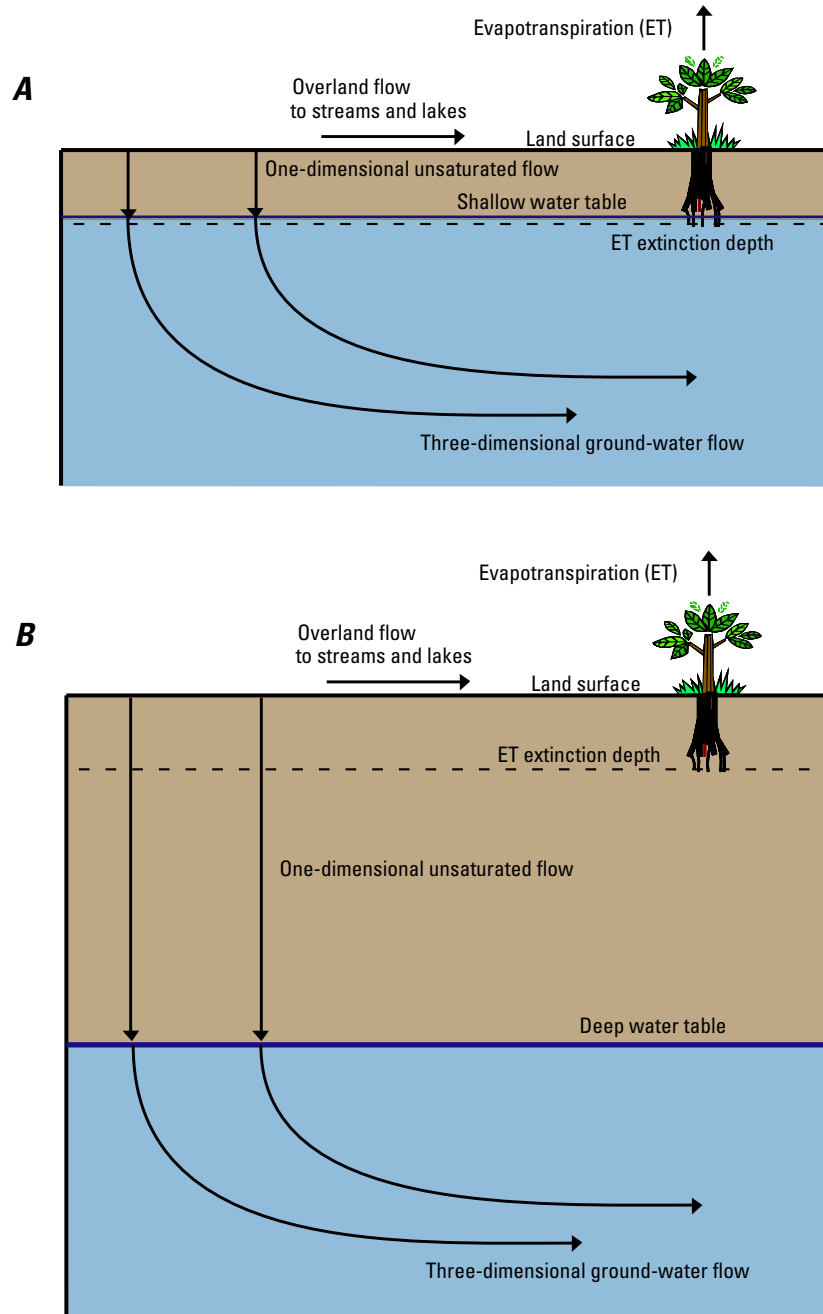 Evapotranspiration (ET)
A
Overland flow
to streams and lakes
Land surface
One-dimensional unsaturated flow
Shallow water table
ET extinction depth
Three-dimensional ground-water flow
Evapotranspiration (ET)
B
Overland flow
to streams and lakes
Land surface
ET extinction depth
One-dimensional unsaturated flow
Deep water table
Three-dimensional ground-water flow